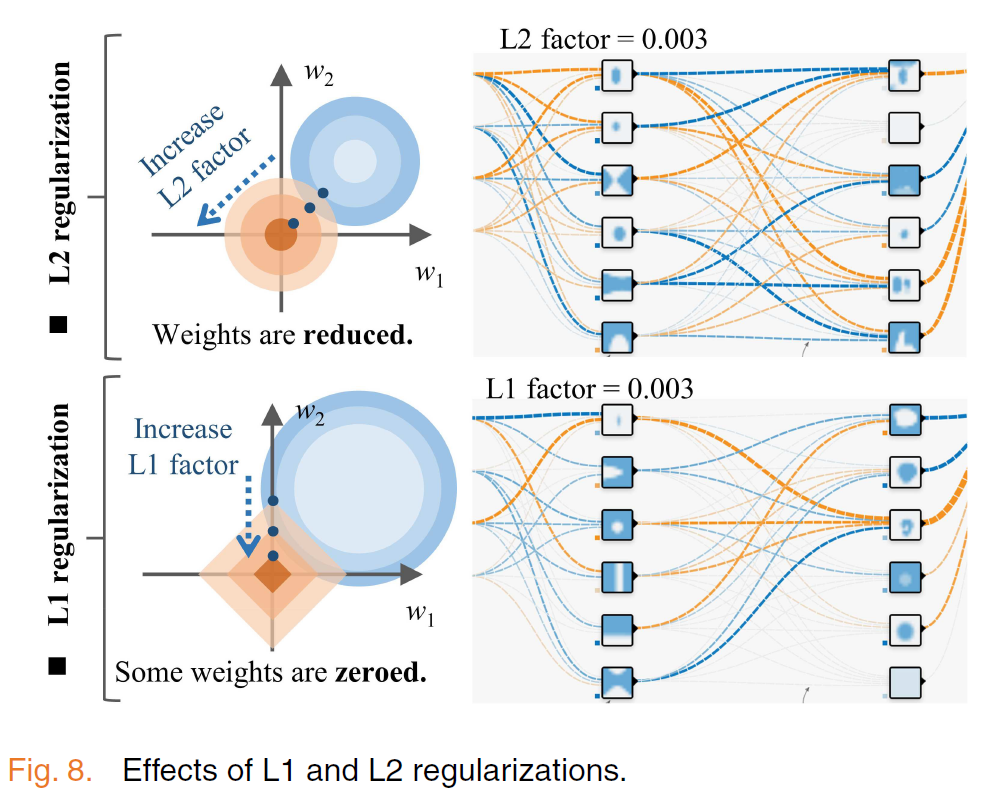 L2 regularization
Increase
L2 factor
w2
w1
Weights are reduced.
L2 factor = 0.003
L1 regularization
Increase
L1 factor
w2
w1
Some weights are zeroed.
L1 factor = 0.003
Fig. 8. Effects of L1 and L2 regularizations.